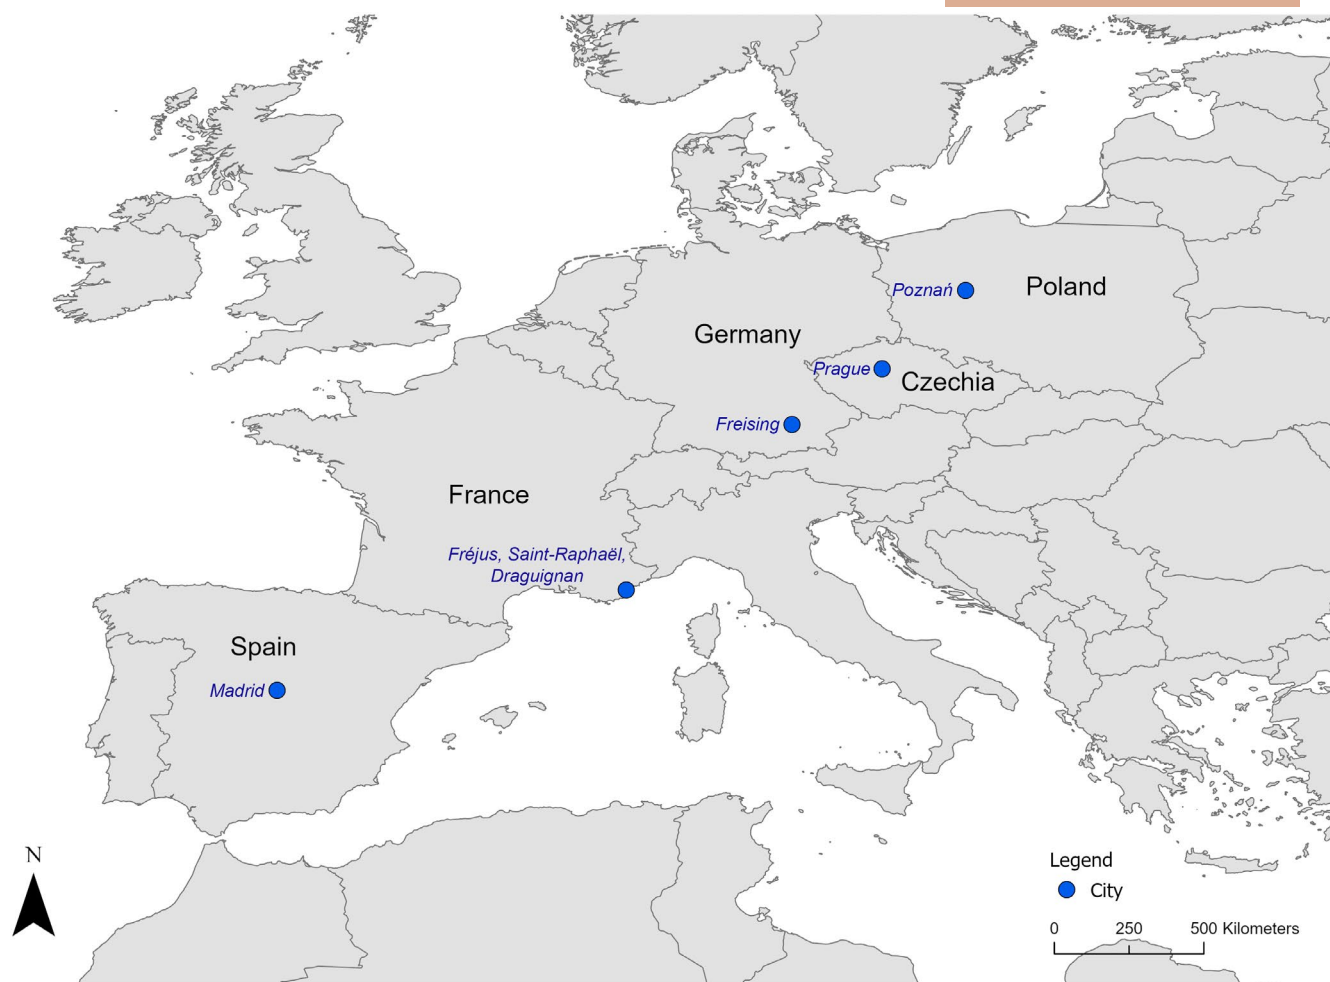 Poland
Poznań
Germany
Prague
Czechia
Freising
France
Fréjus, Saint-Raphaël,
Draguignan
Spain
Madrid
N
Legend
City
0 250 500 Kilometers